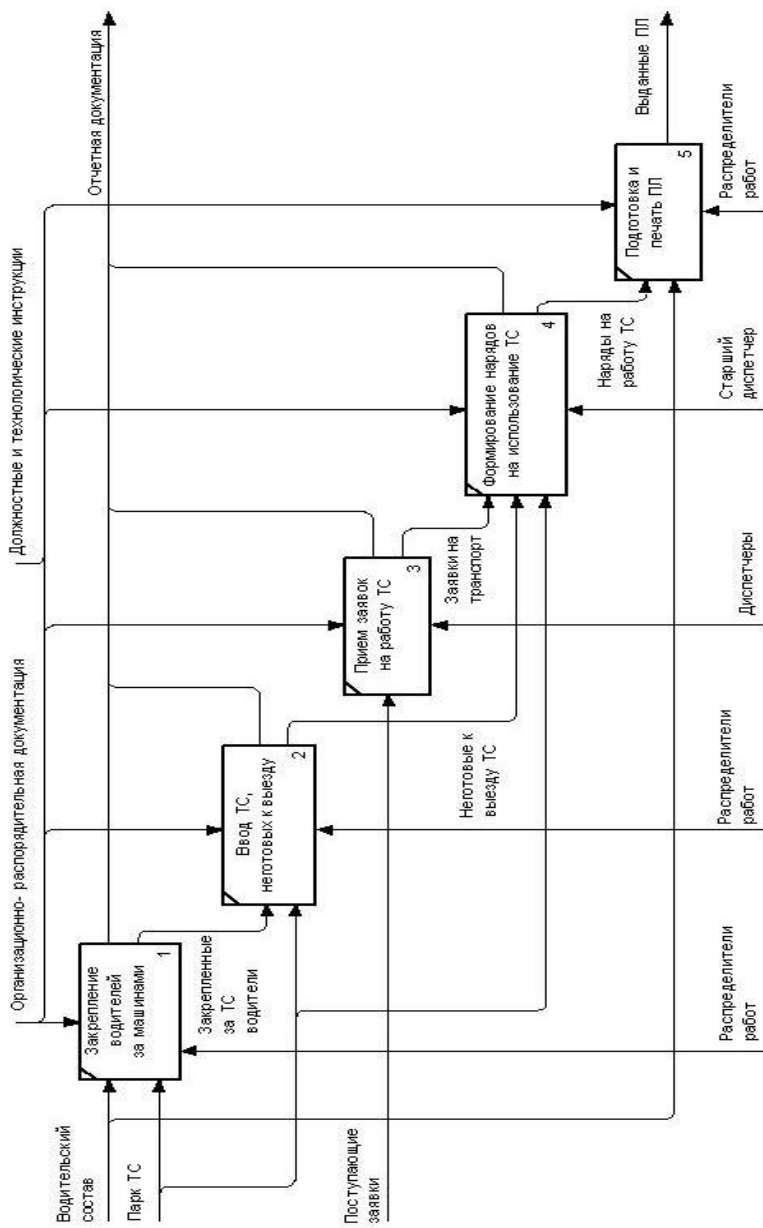 Организационно- распорядительная документация
Должностные и технологические инструкции
Водительский
состав
Парк ТС
Поступающие
заявки
Закрепление
водителей
за машинами
1
Закрепленные
за ТС
водители
Ввод ТС,
неготовых к выезду
2
Неготовые к
выезду ТС
Прием заявок
на работу ТС
3
Заявки на
транспорт
Формирование нарядов
на использование ТС
4
Наряды на
работу ТС
Подготовка и
печать ПЛ
5
Отчетная документация
Выданные ПЛ
Распределители
работ
Распределители
работ
Диспетчеры
Старший
диспетчер
Распределители
работ